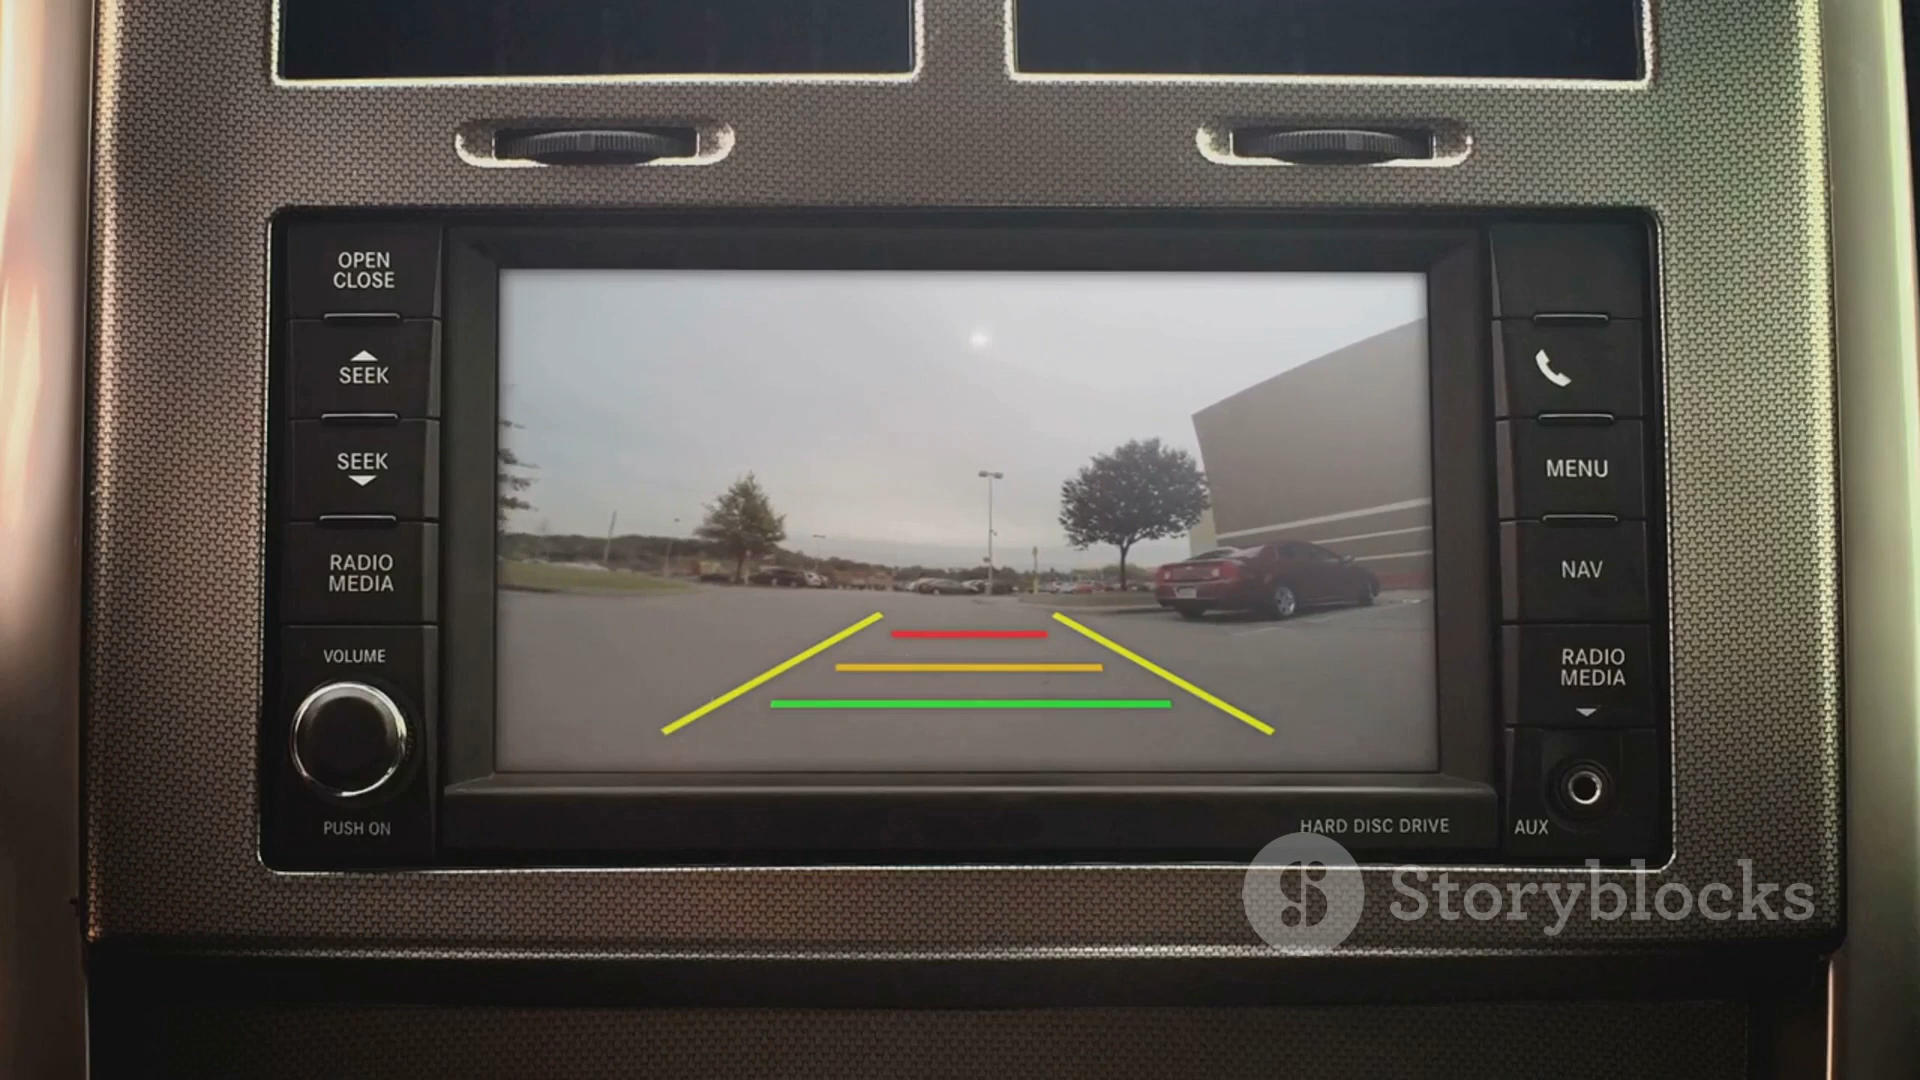 OPEN
CLOSE
SEEK
SEEK
RADIO
MEDIA
VOLUME
PUSH ON
MENU
NAV
RADIO
MEDIA
HARD DISC DRIVE
AUX
Storyblocks